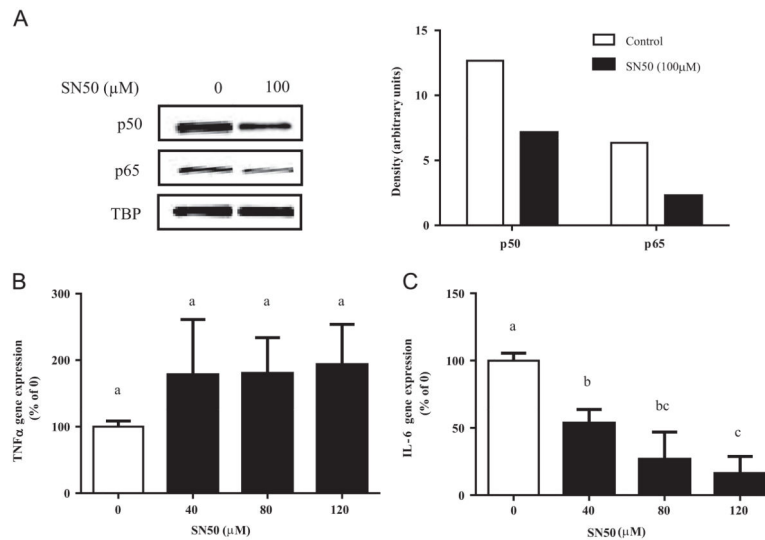 A
SN50 (µM) 0 100
p50
p65
TBP
Density (arbitrary units)
15
10
5
0
p50 p65
Control
SN50 (100µM)
B
TNFα gene expression
(% of 0)
300
200
100
0
a a a a
0 40 80 120
SN50 (µM)
C
IL-6 gene expression
(% of 0)
150
100
50
0
a b bc c
0 40 80 120
SN50 (µM)